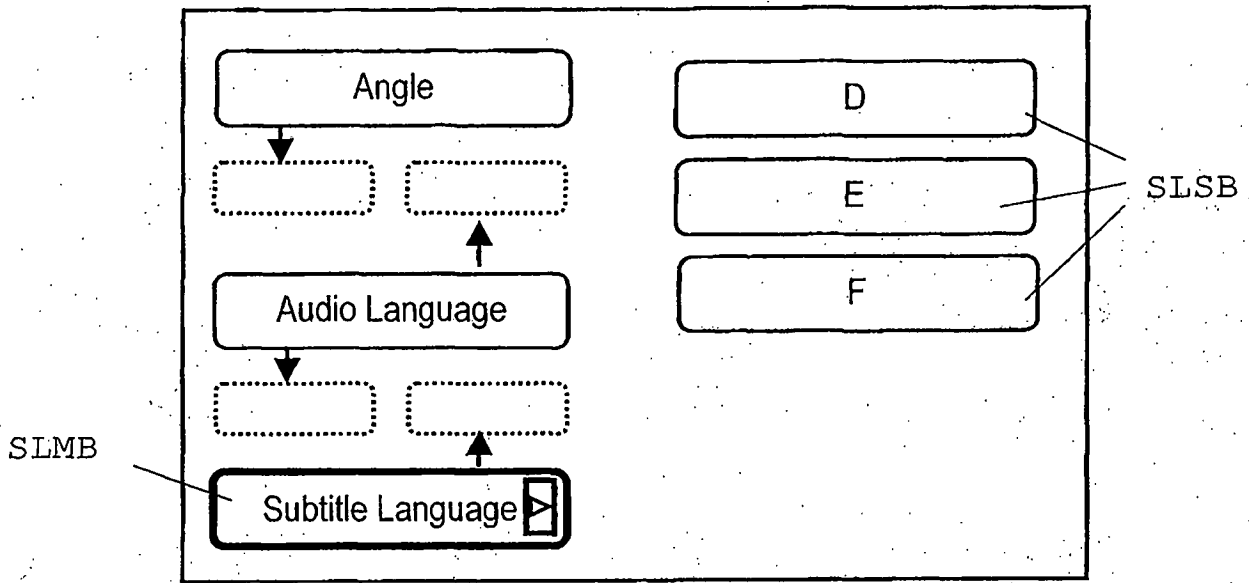 Angle
D
SLSB
E
Audio Language
F
SLMB
Subtitle Language